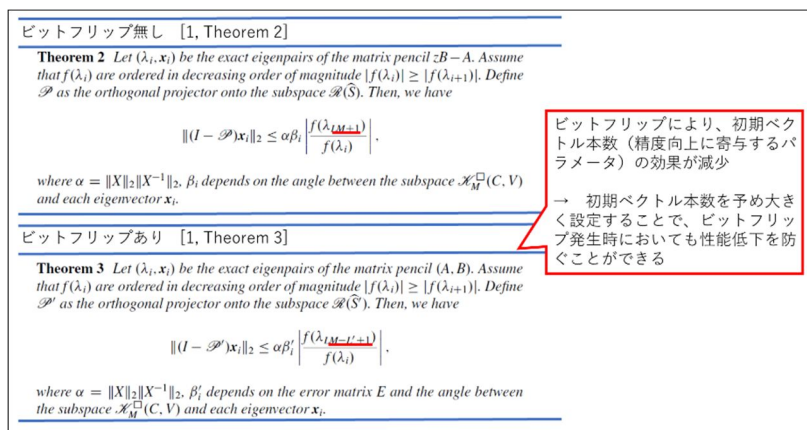 ビットフリップ無し [1, Theorem 2]
Theorem 2 Let (λᵢ, xᵢ) be the exact eigenpairs of the matrix pencil zB − A. Assume
that f(λᵢ) are ordered in decreasing order of magnitude |f(λᵢ)| ≥ |f(λᵢ₊₁)|. Define
𝒫 as the orthogonal projector onto the subspace ℛ(Ŝ). Then, we have
‖(I − 𝒫)xᵢ‖₂ ≤ αβᵢ |f(λ_{LM+1}) / f(λᵢ)|,
where α = ‖X‖₂‖X⁻¹‖₂, βᵢ depends on the angle between the subspace 𝒦_M^□(C, V)
and each eigenvector xᵢ.
ビットフリップあり [1, Theorem 3]
Theorem 3 Let (λᵢ, xᵢ) be the exact eigenpairs of the matrix pencil (A, B). Assume
that f(λᵢ) are ordered in decreasing order of magnitude |f(λᵢ)| ≥ |f(λᵢ₊₁)|. Define
𝒫′ as the orthogonal projector onto the subspace ℛ(Ŝ′). Then, we have
‖(I − 𝒫′)xᵢ‖₂ ≤ αβ′ᵢ |f(λ_{LM−L′+1}) / f(λᵢ)|,
where α = ‖X‖₂‖X⁻¹‖₂, β′ᵢ depends on the error matrix E and the angle between
the subspace 𝒦_M^□(C, V) and each eigenvector xᵢ.
ビットフリップにより、初期ベク
トル本数（精度向上に寄与するパ
ラメータ）の効果が減少
→ 初期ベクトル本数を予め大き
く設定することで、ビットフリッ
プ発生時においても性能低下を防
ぐことができる